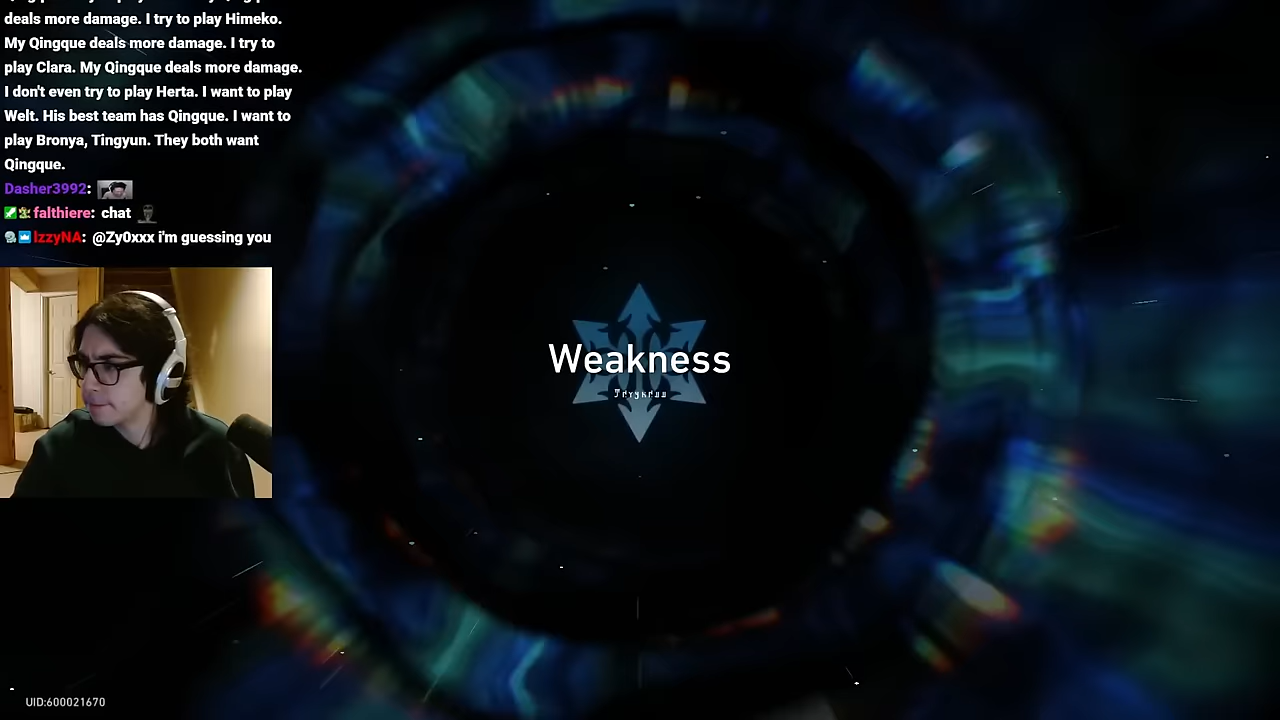 deals more damage. I try to play Himeko.
My Qingque deals more damage. I try to
play Clara. My Qingque deals more damage.
I don't even try to play Herta. I want to play
Welt. His best team has Qingque. I want to
play Bronya, Tingyun. They both want
Qingque.
Dasher3992:
falthiere: chat
IzzyNA: @Zy0xxx i'm guessing you
Weakness
UID:600021670